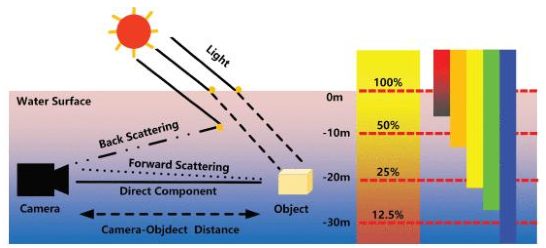 Light
Water Surface
Back Scattering
Forward Scattering
Direct Component
Camera
Object
Camera-Objdect Distance
0m
-10m
-20m
-30m
100%
50%
25%
12.5%